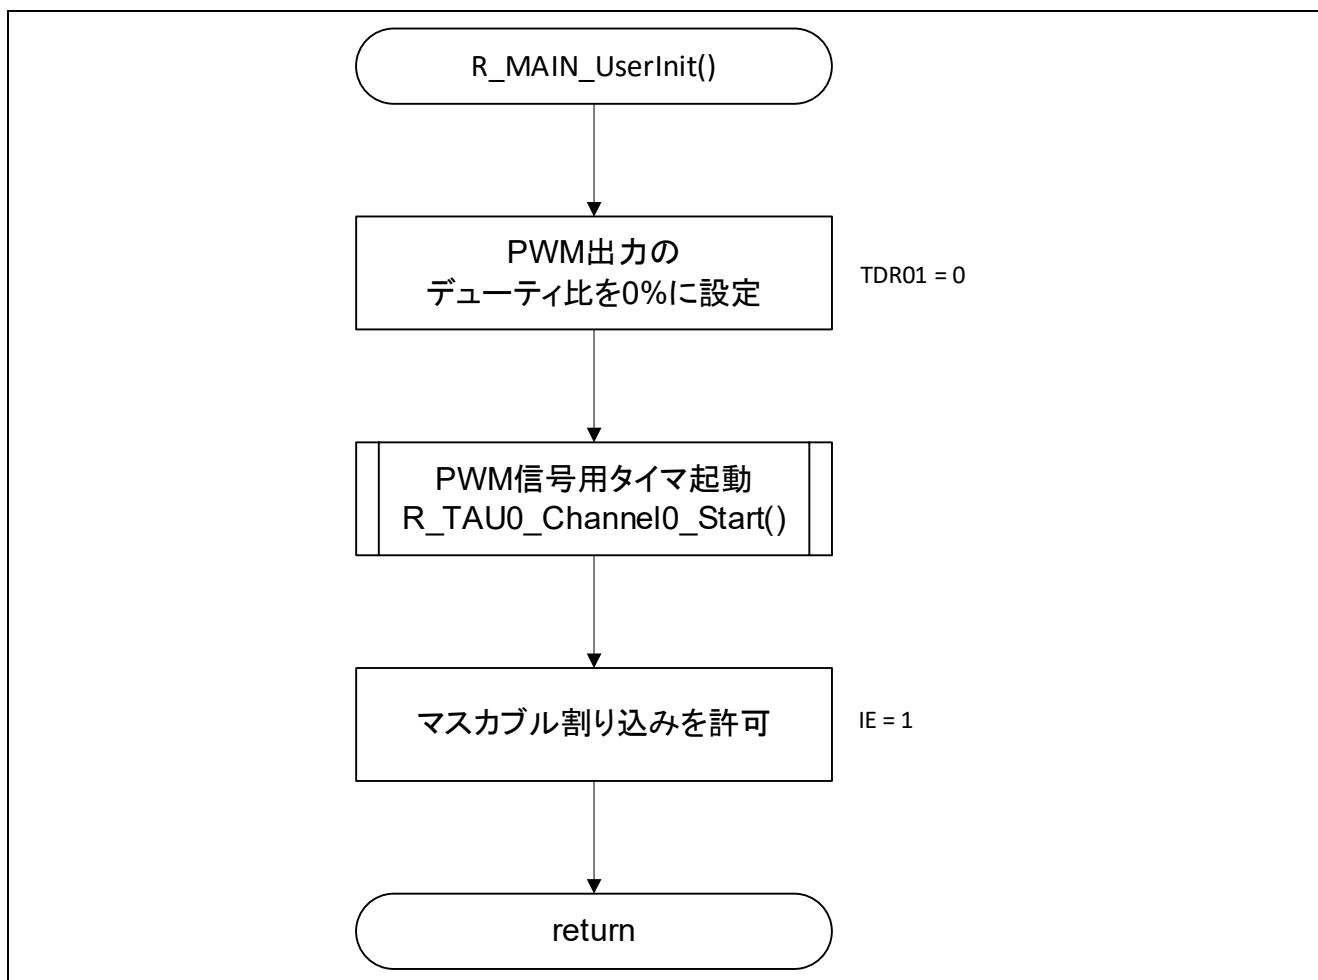 R_MAIN_UserInit()
PWM出力の
デューティ比を0%に設定
TDR01 = 0
PWM信号用タイマ起動
R_TAU0_Channel0_Start()
マスカブル割り込みを許可
IE = 1
return